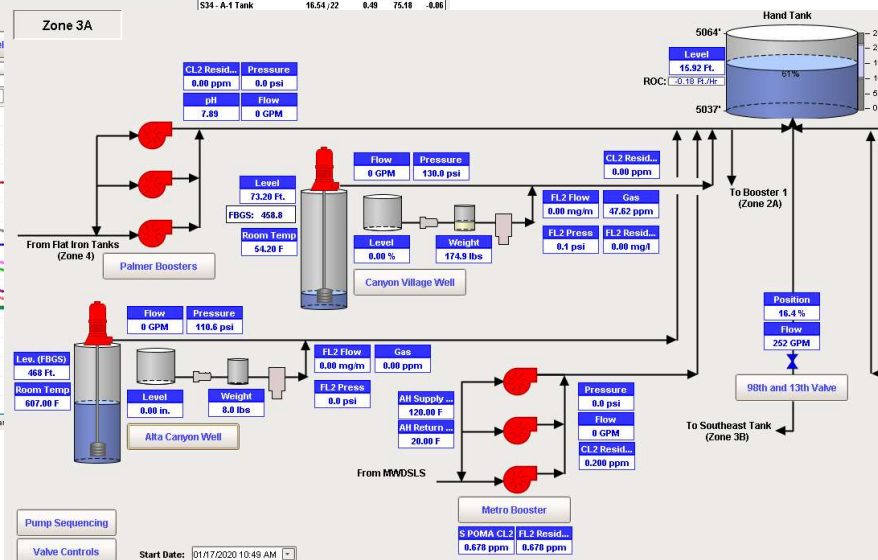 S34 - A-1 Tank 16.54 /22 0.49 75.18 -0.06
Zone 3A
Hand Tank
5064'
Level
15.92 Ft.
ROC: -0.18 Ft./Hr
61%
5037'
CL2 Resid... Pressure
0.00 ppm 0.0 psi
pH Flow
7.89 0 GPM
Flow Pressure
0 GPM 130.0 psi
CL2 Resid...
0.00 ppm
Level
73.20 Ft.
FBGS: 458.8
Room Temp
54.20 F
FL2 Flow Gas
0.00 mg/m 47.62 ppm
FL2 Press FL2 Resid...
0.1 psi 0.00 mg/l
To Booster 1
(Zone 2A)
From Flat Iron Tanks
(Zone 4)
Palmer Boosters
Level Weight
0.00 % 174.9 lbs
Canyon Village Well
Flow Pressure
0 GPM 110.6 psi
Position
16.4 %
Flow
252 GPM
98th and 13th Valve
To Southeast Tank
(Zone 3B)
Lev. (FBGS)
468 Ft.
Room Temp
607.00 F
FL2 Flow Gas
0.00 mg/m 0.00 ppm
FL2 Press
0.0 psi
Level Weight
0.00 in. 8.0 lbs
Alta Canyon Well
AH Supply ...
120.00 F
AH Return ...
20.00 F
Pressure
0.0 psi
Flow
0 GPM
CL2 Resid...
0.200 ppm
From MWDSLS
Metro Booster
S POMA CL2 FL2 Resid...
0.678 ppm 0.678 ppm
Pump Sequencing
Valve Controls
Start Date: 01/17/2020 10:49 AM